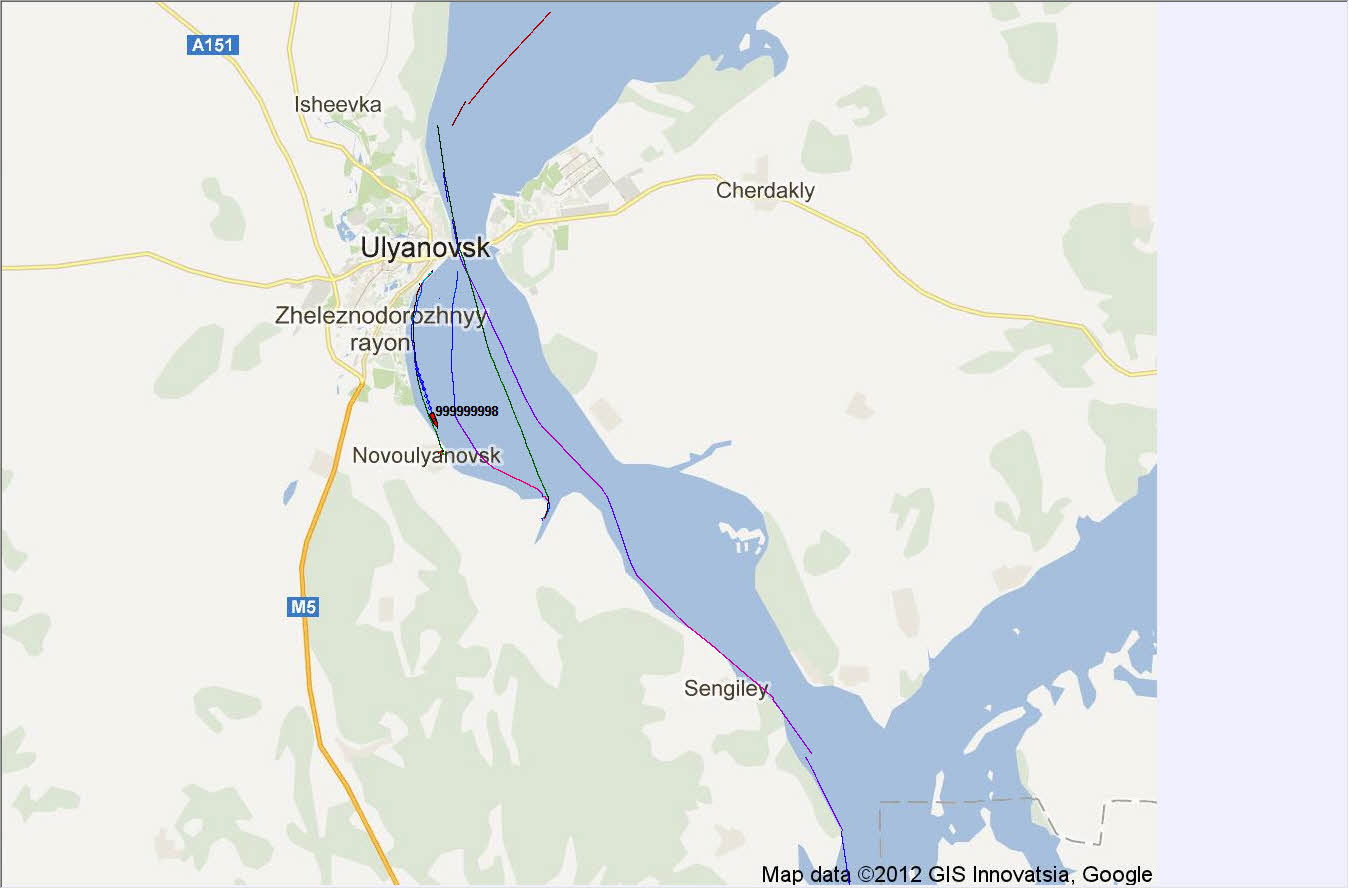 A151
Isheevka
Cherdakly
Ulyanovsk
Zheleznodorozhnyy
rayon
999999998
Novoulyanovsk
M5
Sengiley
Map data ©2012 GIS Innovatsia, Google